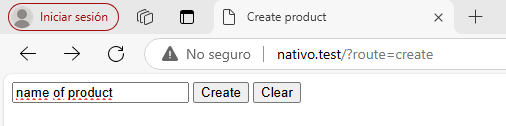 Iniciar sesión
Create product
No seguro
nativo.test/?route=create
name of product
Create
Clear